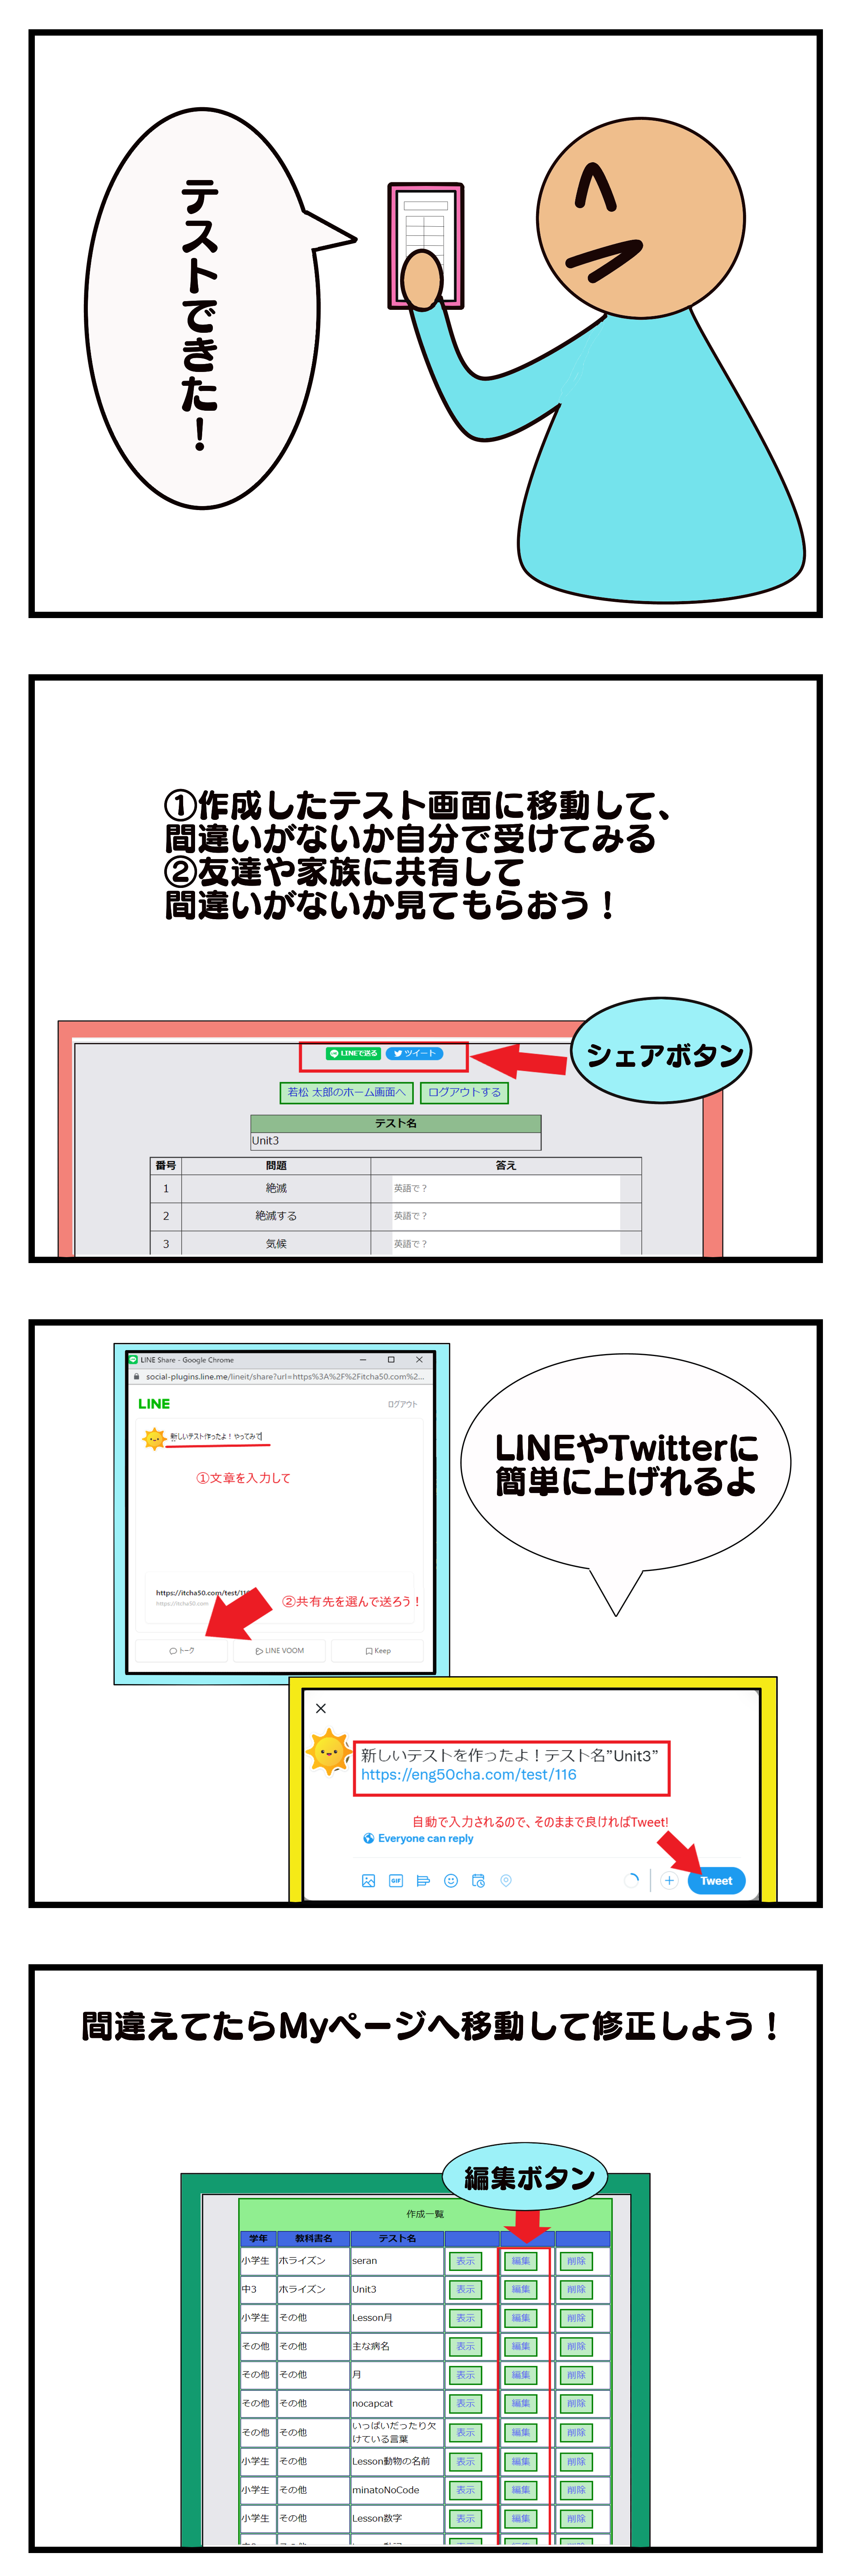 テストできた！
①作成したテスト画面に移動して、
間違いがないか自分で受けてみる
②友達や家族に共有して
間違いがないか見てもらおう！
シェアボタン
LINEで送る ツイート
若松 太郎のホーム画面へ ログアウトする
テスト名
Unit3
番号 問題 答え
1 絶滅 英語で？
2 絶滅する 英語で？
3 気候 英語で？
LINE Share - Google Chrome
social-plugins.line.me/lineit/share?url=https%3A%2F%2Fitcha50.com%2...
LINE ログアウト
新しいテスト作ったよ！やってみて
①文章を入力して
https://itcha50.com/test/116
https://itcha50.com
②共有先を選んで送ろう！
トーク LINE VOOM Keep
LINEやTwitterに
簡単に上げれるよ
新しいテストを作ったよ！テスト名”Unit3”
https://eng50cha.com/test/116
自動で入力されるので、そのままで良ければTweet!
Everyone can reply
GIF
Tweet
間違えてたらMyページへ移動して修正しよう！
編集ボタン
作成一覧
学年 教科書名 テスト名
小学生 ホライズン seran 表示 編集 削除
中3 ホライズン Unit3 表示 編集 削除
小学生 その他 Lesson月 表示 編集 削除
その他 その他 主な病名 表示 編集 削除
その他 その他 月 表示 編集 削除
その他 その他 nocapcat 表示 編集 削除
その他 その他 いっぱいだったり欠
けている言葉 表示 編集 削除
小学生 その他 Lesson動物の名前 表示 編集 削除
小学生 その他 minatoNoCode 表示 編集 削除
小学生 その他 Lesson数字 表示 編集 削除